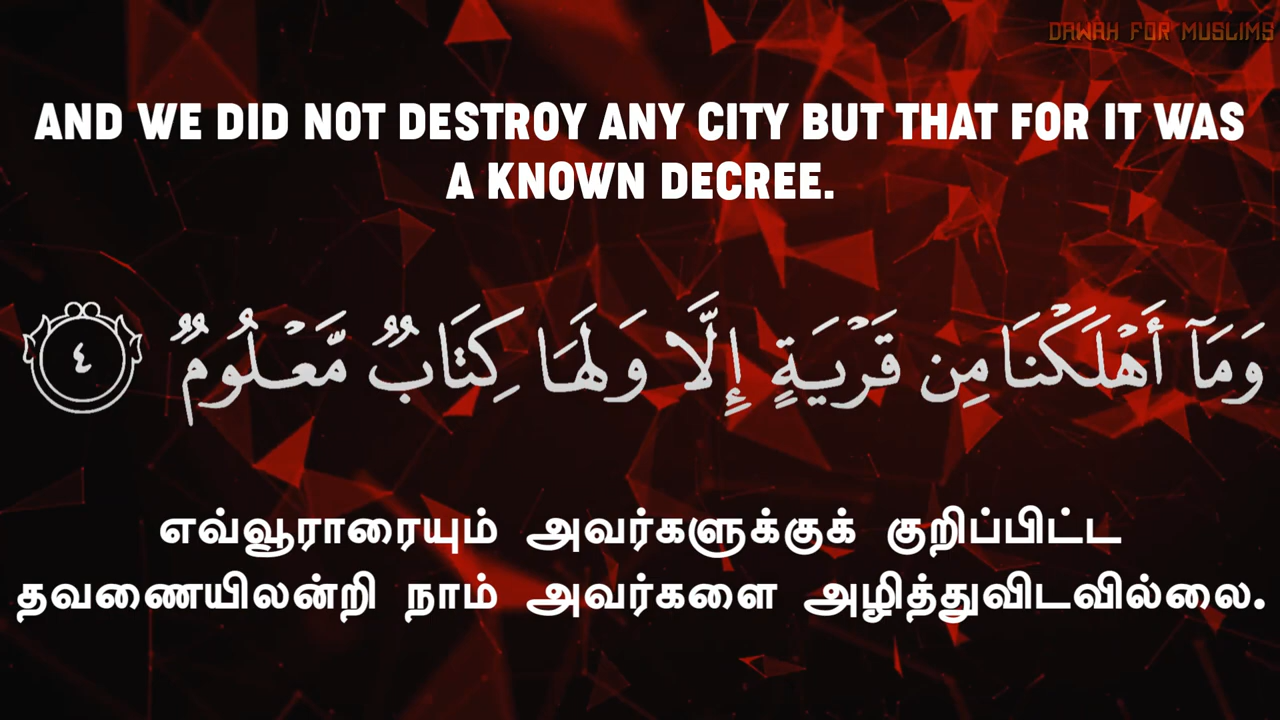 DAWAH FOR MUSLIMS
AND WE DID NOT DESTROY ANY CITY BUT THAT FOR IT WAS
A KNOWN DECREE.
وَمَآ أَهْلَكْنَا مِن قَرْيَةٍ إِلَّا وَلَهَا كِتَابٌ مَّعْلُومٌ ٤
எவ்வூராரையும் அவர்களுக்குக் குறிப்பிட்ட
தவணையிலன்றி நாம் அவர்களை அழித்துவிடவில்லை.